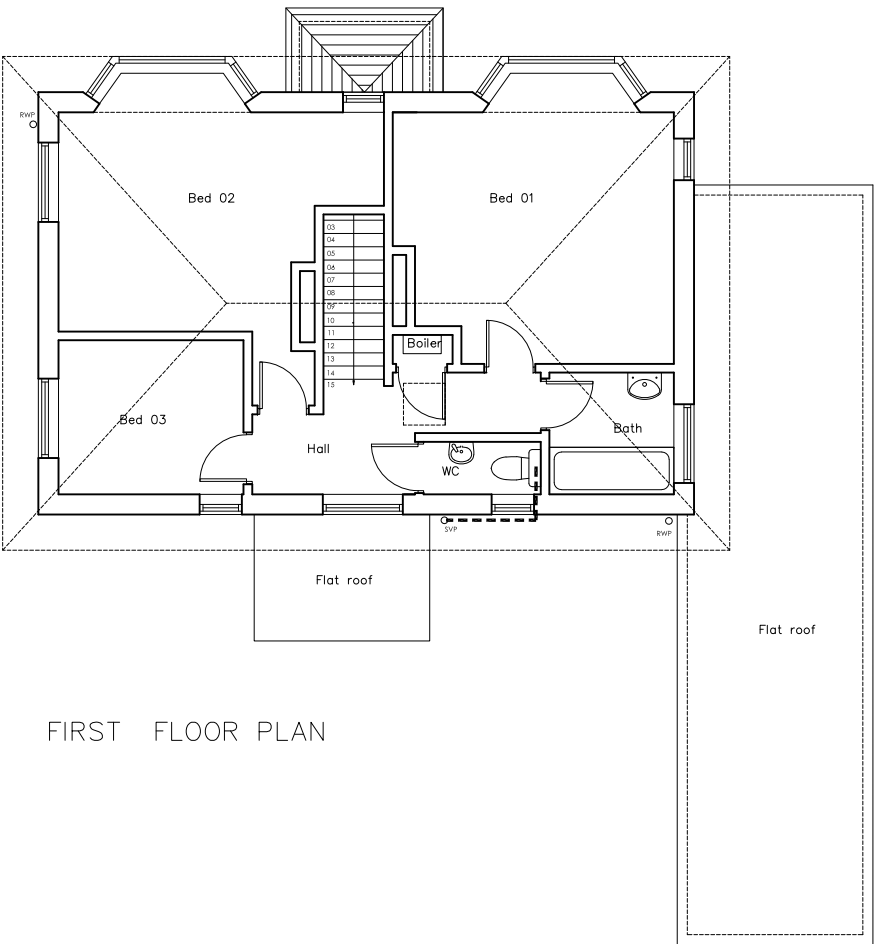 RWP
Bed 02
Bed 01
03
04
05
06
07
08
09
10
11
12
13
14
15
Boiler
Bed 03
Bath
Hall
WC
SVP
RWP
Flat roof
Flat roof
FIRST FLOOR PLAN